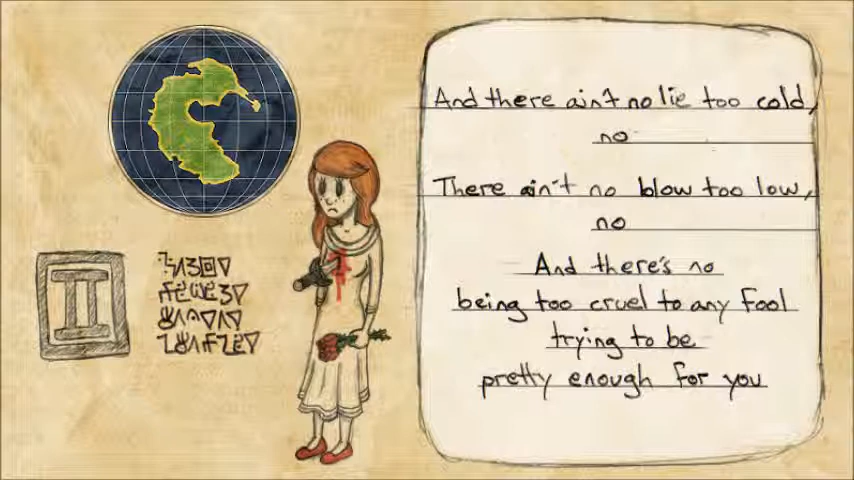 And there ain't no lie too cold,
no
There ain't no blow too low,
no
And there's no
being too cruel to any fool
trying to be
pretty enough for you
II